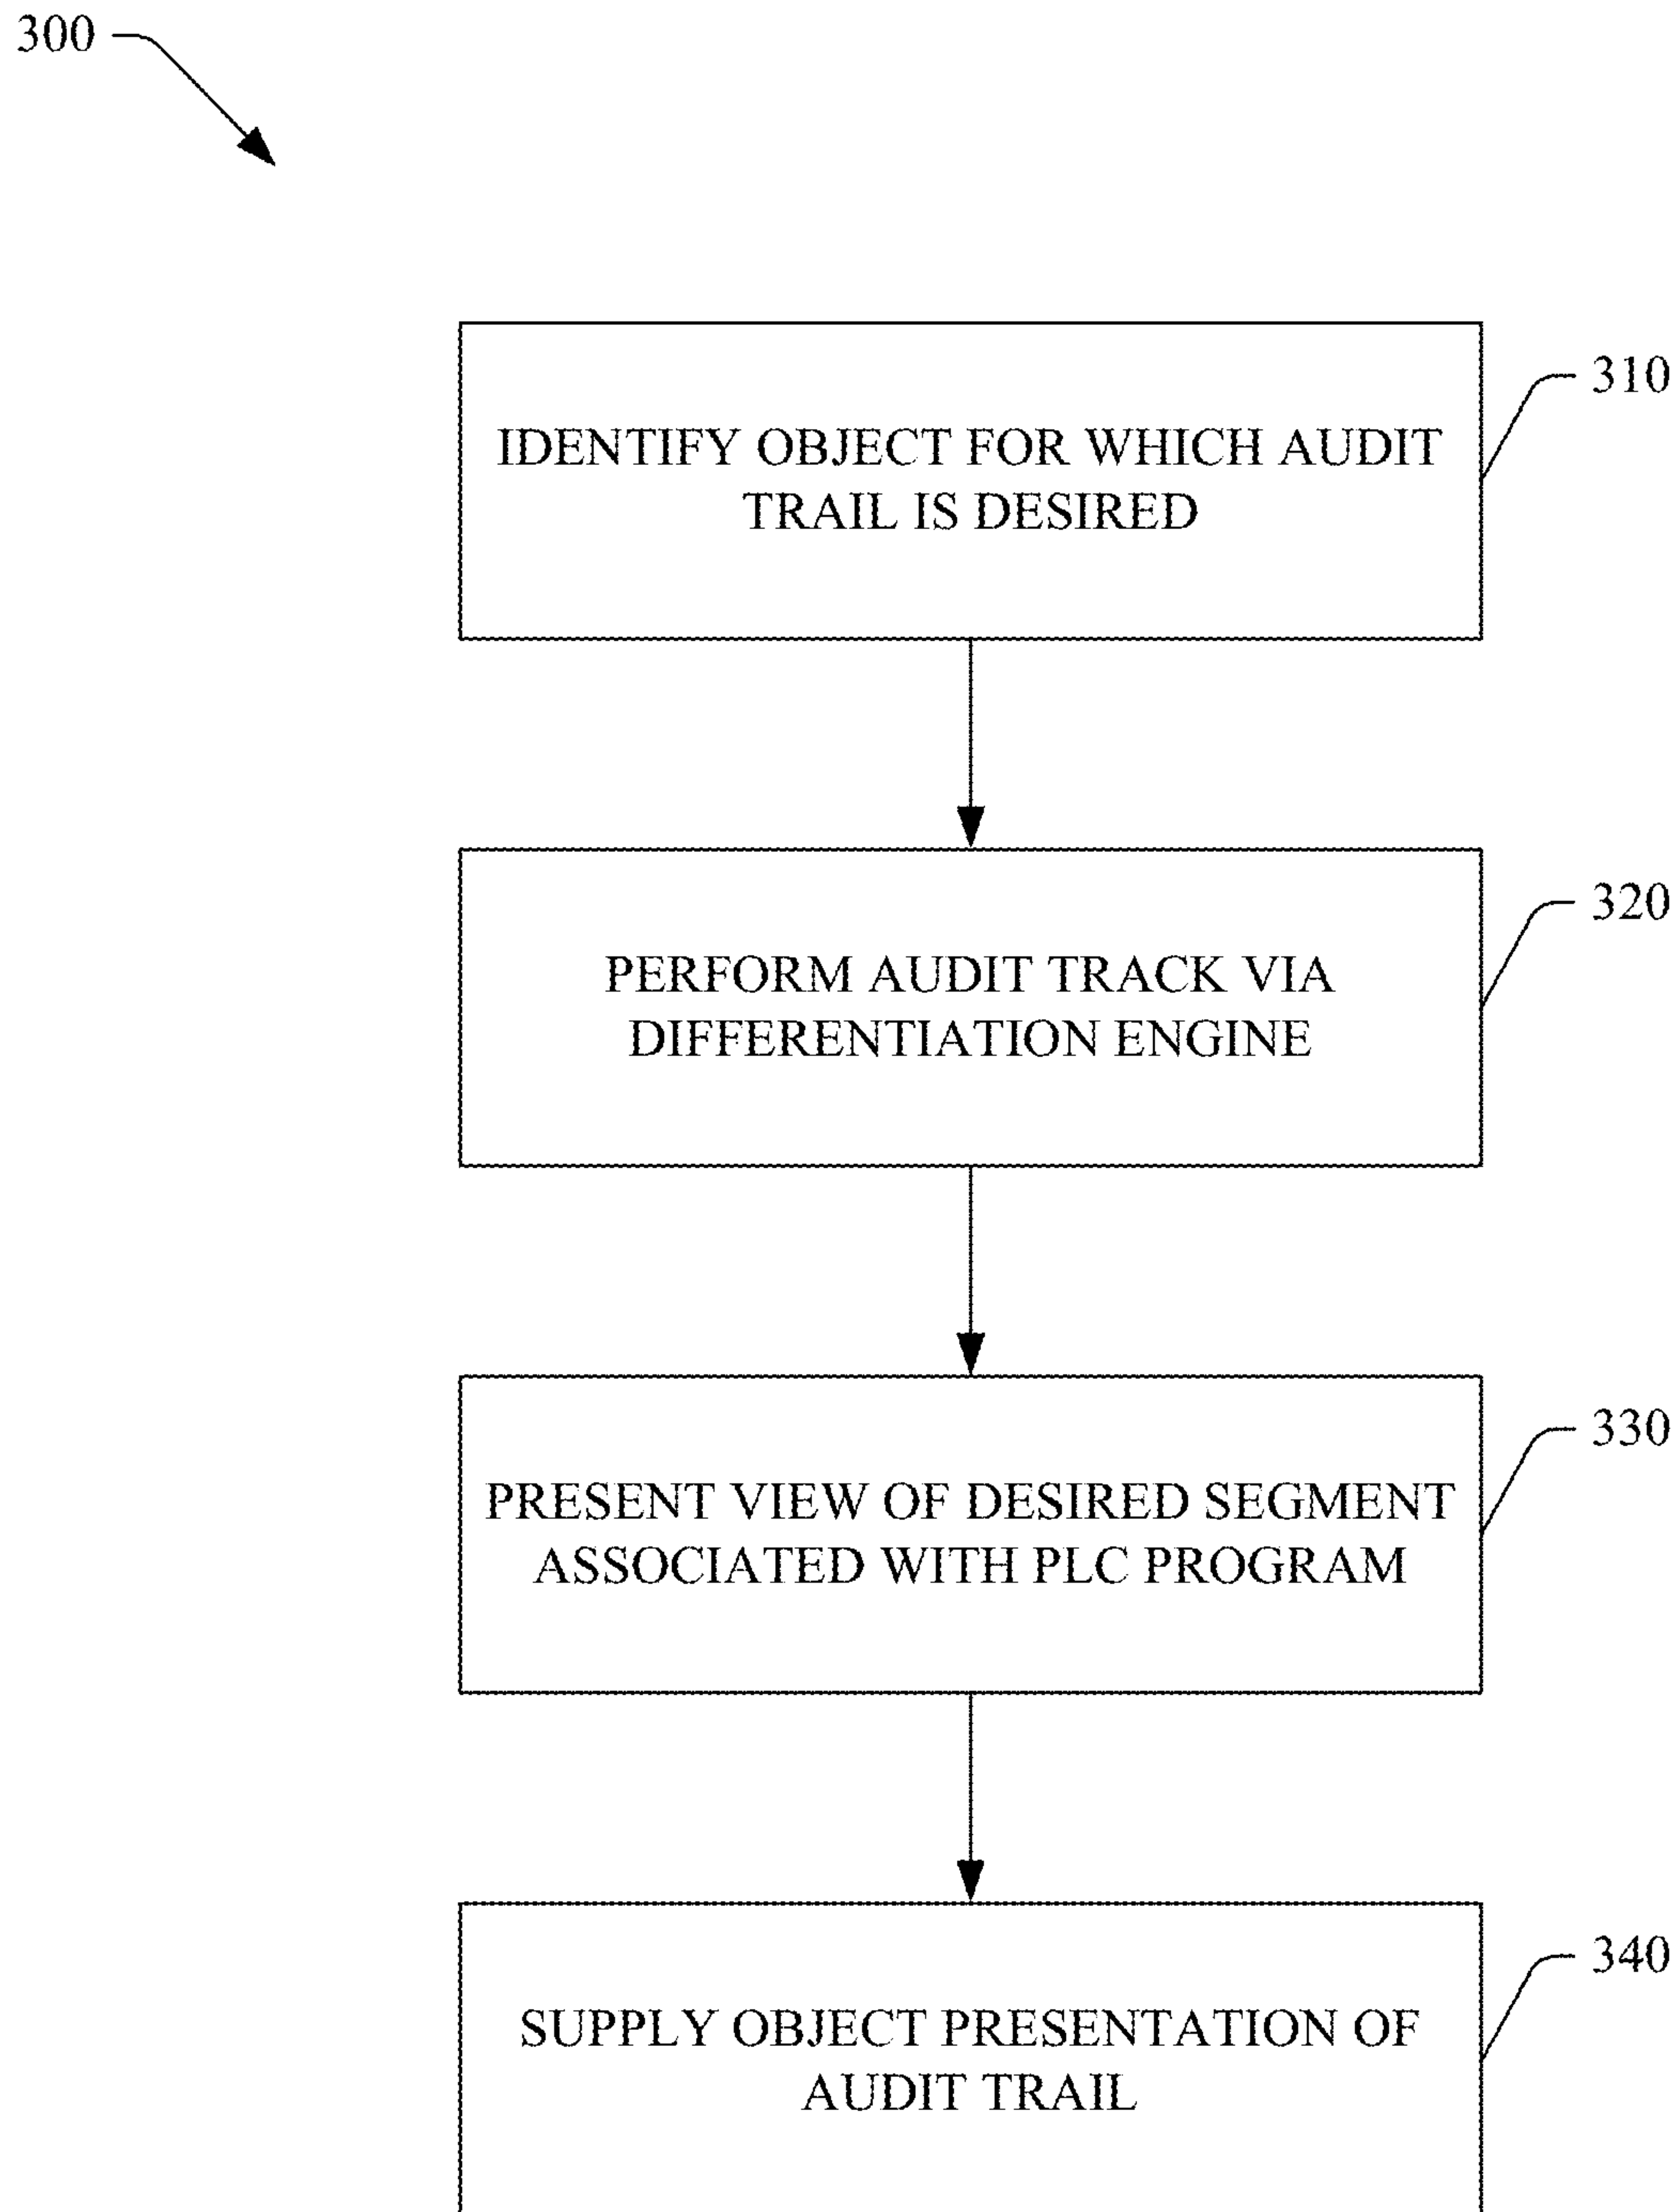 300
310
IDENTIFY OBJECT FOR WHICH AUDIT
TRAIL IS DESIRED
320
PERFORM AUDIT TRACK VIA
DIFFERENTIATION ENGINE
330
PRESENT VIEW OF DESIRED SEGMENT
ASSOCIATED WITH PLC PROGRAM
340
SUPPLY OBJECT PRESENTATION OF
AUDIT TRAIL